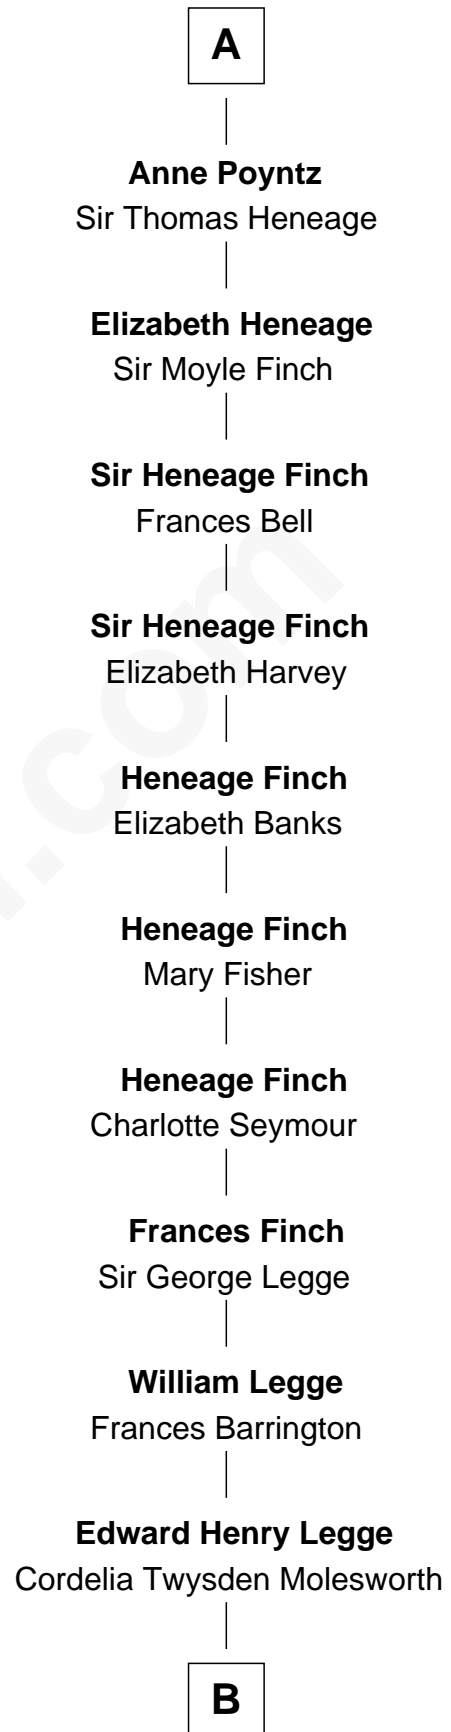 A
Anne Poyntz
Sir Thomas Heneage
Elizabeth Heneage
Sir Moyle Finch
Sir Heneage Finch
Frances Bell
Sir Heneage Finch
Elizabeth Harvey
Heneage Finch
Elizabeth Banks
Heneage Finch
Mary Fisher
Heneage Finch
Charlotte Seymour
Frances Finch
Sir George Legge
William Legge
Frances Barrington
Edward Henry Legge
Cordelia Twysden Molesworth
B